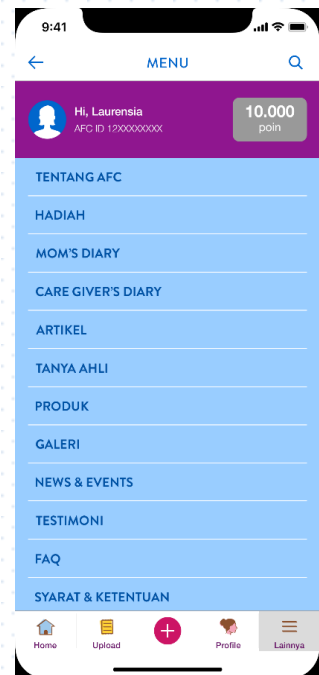 9:41
MENU
Hi, Laurensia
AFC ID 12XXXXXXXX
10.000
poin
TENTANG AFC
HADIAH
MOM'S DIARY
CARE GIVER'S DIARY
ARTIKEL
TANYA AHLI
PRODUK
GALERI
NEWS & EVENTS
TESTIMONI
FAQ
SYARAT & KETENTUAN
Home
Upload
Profile
Lainnya